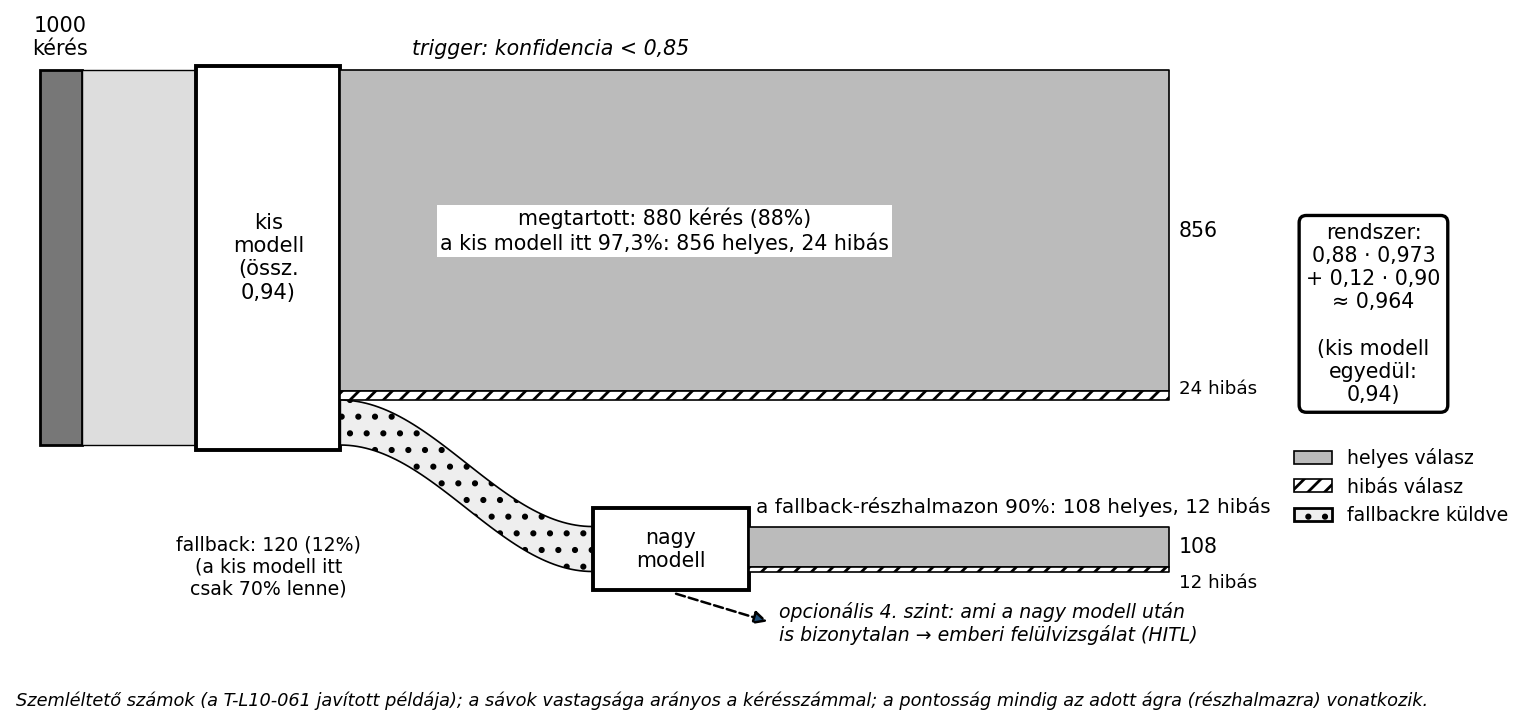 1000
kérés
trigger: konfidencia < 0,85
kis
modell
(össz.
0,94)
megtartott: 880 kérés (88%)
a kis modell itt 97,3%: 856 helyes, 24 hibás
856
24 hibás
rendszer:
0,88 · 0,973
+ 0,12 · 0,90
≈ 0,964
(kis modell
egyedül:
0,94)
helyes válasz
hibás válasz
fallbackre küldve
a fallback-részhalmazon 90%: 108 helyes, 12 hibás
nagy
modell
108
12 hibás
fallback: 120 (12%)
(a kis modell itt
csak 70% lenne)
opcionális 4. szint: ami a nagy modell után
is bizonytalan → emberi felülvizsgálat (HITL)
Szemléltető számok (a T-L10-061 javított példája); a sávok vastagsága arányos a kérésszámmal; a pontosság mindig az adott ágra (részhalmazra) vonatkozik.